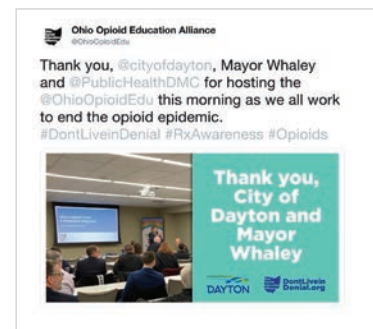 Ohio Opioid Education Alliance
@OhioOpioidEdu
Thank you, @cityofdayton, Mayor Whaley
and @PublicHealthDMC for hosting the
@OhioOpioidEdu this morning as we all work
to end the opioid epidemic.
#DontLiveinDenial #RxAwareness #Opioids
Thank you,
City of
Dayton and
Mayor
Whaley
DAYTON
DontLivein
Denial.org